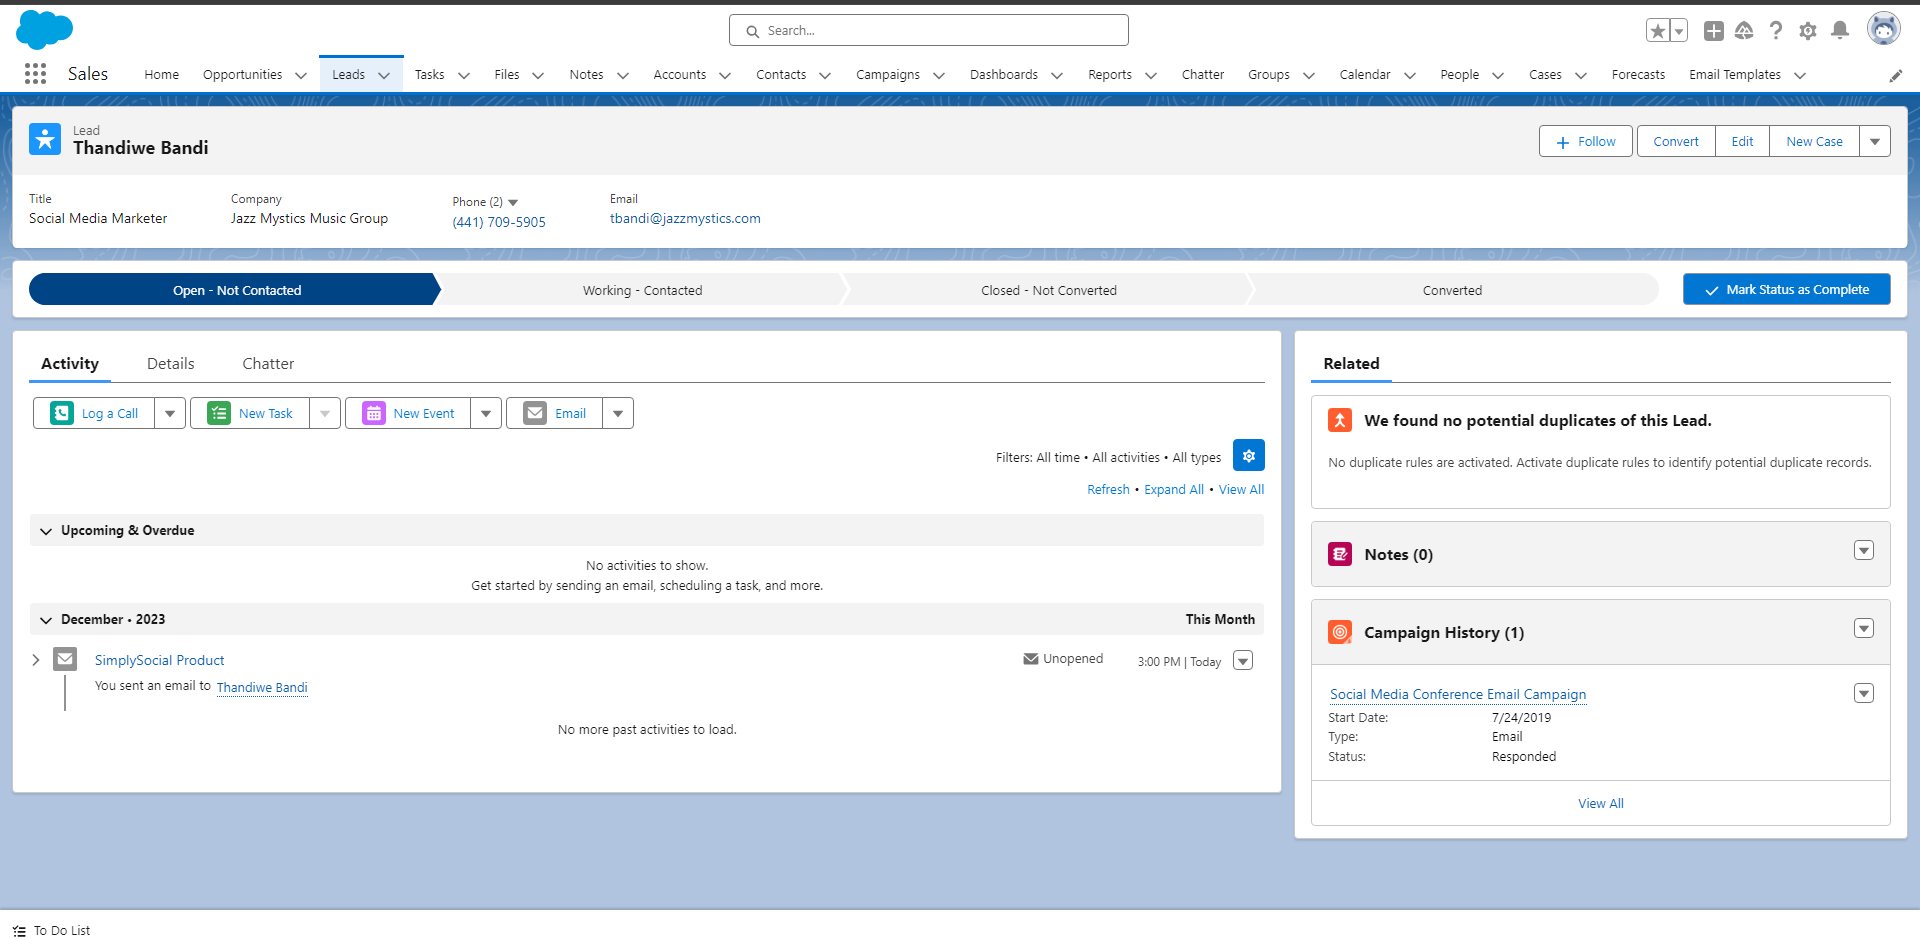 Search...
Sales
Home
Opportunities
Leads
Tasks
Files
Notes
Accounts
Contacts
Campaigns
Dashboards
Reports
Chatter
Groups
Calendar
People
Cases
Forecasts
Email Templates
Lead
Thandiwe Bandi
Follow
Convert
Edit
New Case
Title
Social Media Marketer
Company
Jazz Mystics Music Group
Phone (2)
(441) 709-5905
Email
tbandi@jazzmystics.com
Open - Not Contacted
Working - Contacted
Closed - Not Converted
Converted
Mark Status as Complete
Activity
Details
Chatter
Log a Call
New Task
New Event
Email
Filters: All time • All activities • All types
Refresh • Expand All • View All
Upcoming & Overdue
No activities to show.
Get started by sending an email, scheduling a task, and more.
December • 2023
This Month
SimplySocial Product
Unopened
3:00 PM | Today
You sent an email to Thandiwe Bandi
No more past activities to load.
Related
We found no potential duplicates of this Lead.
No duplicate rules are activated. Activate duplicate rules to identify potential duplicate records.
Notes (0)
Campaign History (1)
Social Media Conference Email Campaign
Start Date: 7/24/2019
Type: Email
Status: Responded
View All
To Do List